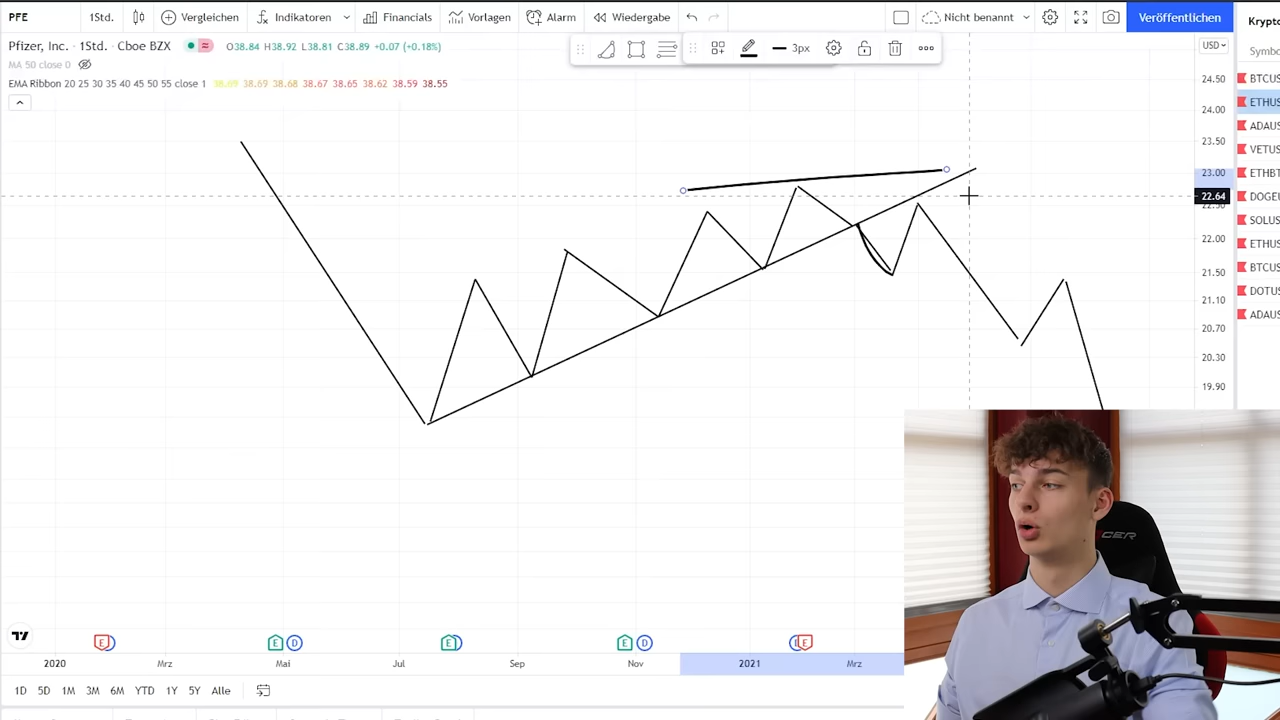 PFE 1Std. Vergleichen Indikatoren Financials Vorlagen Alarm Wiedergabe Nicht benannt Veröffentlichen Krypt
Pfizer, Inc. · 1Std. · Cboe BZX O38.84 H38.92 L38.81 C38.89 +0.07 (+0.18%)
3px
USD
Symbo
MA 50 close 0
EMA Ribbon 20 25 30 35 40 45 50 55 close 1 38.69 38.69 38.68 38.67 38.65 38.62 38.59 38.55
24.50
24.00
23.50
23.00
22.64
22.50
22.00
21.50
21.10
20.70
20.30
19.90
BTCUS
ETHUS
ADAUS
VETUS
ETHBT
DOGEU
SOLUS
ETHUS
BTCUS
DOTUS
ADAUS
E D E D E D E
2020 Mrz Mai Jul Sep Nov 2021 Mrz
1D 5D 1M 3M 6M YTD 1Y 5Y Alle